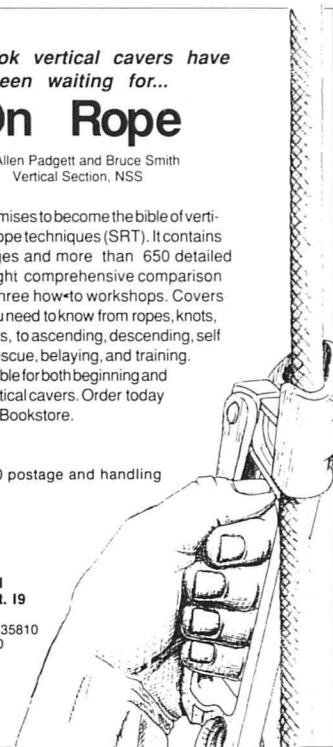 ok vertical cavers have
een waiting for...
n Rope
Allen Padgett and Bruce Smith
Vertical Section, NSS
mises to become the bible of verti-
ope techniques (SRT). It contains
ges and more than 650 detailed
ght comprehensive comparison
hree how-to workshops. Covers
u need to know from ropes, knots,
s, to ascending, descending, self
escue, belaying, and training.
ble for both beginning and
tical cavers. Order today
Bookstore.
0 postage and handling
t. 19
35810
0